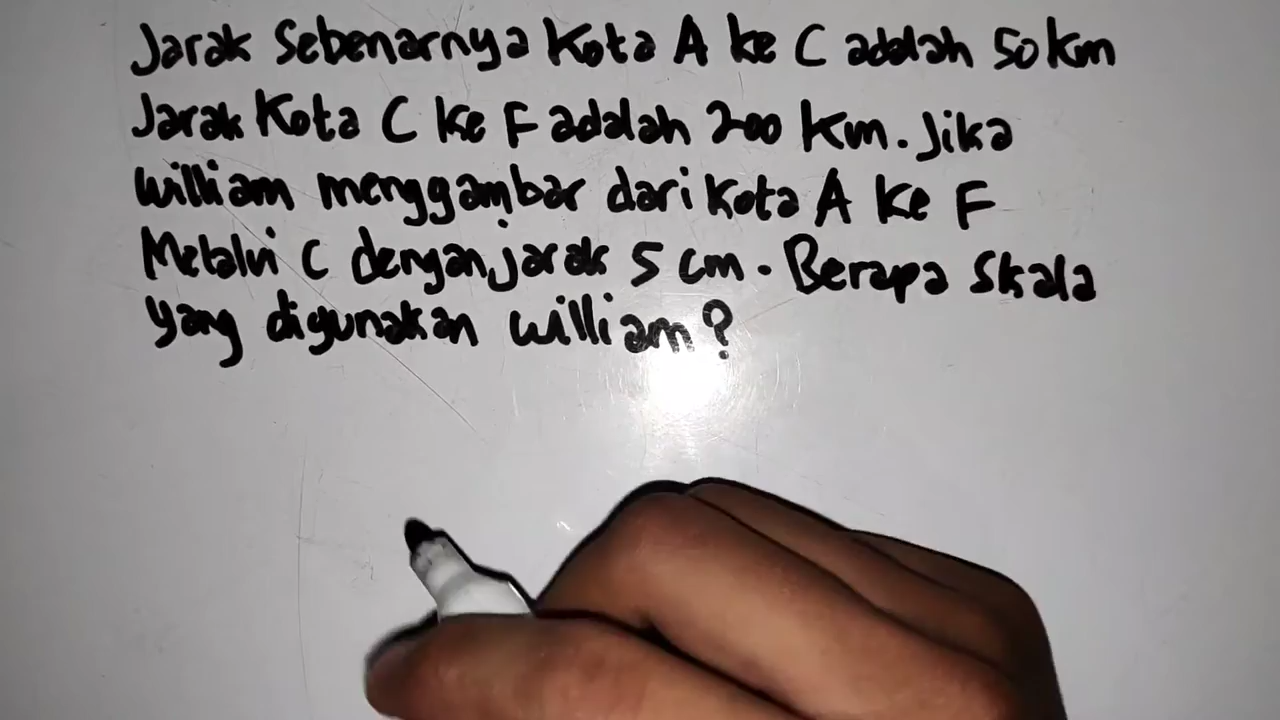 Jarak Sebenarnya Kota A ke C adalah 50 km
Jarak Kota C ke F adalah 200 Km. Jika
william menggambar dari Kota A Ke F
Melalui C dengan jarak 5 cm. Berapa Skala
yang digunakan william?